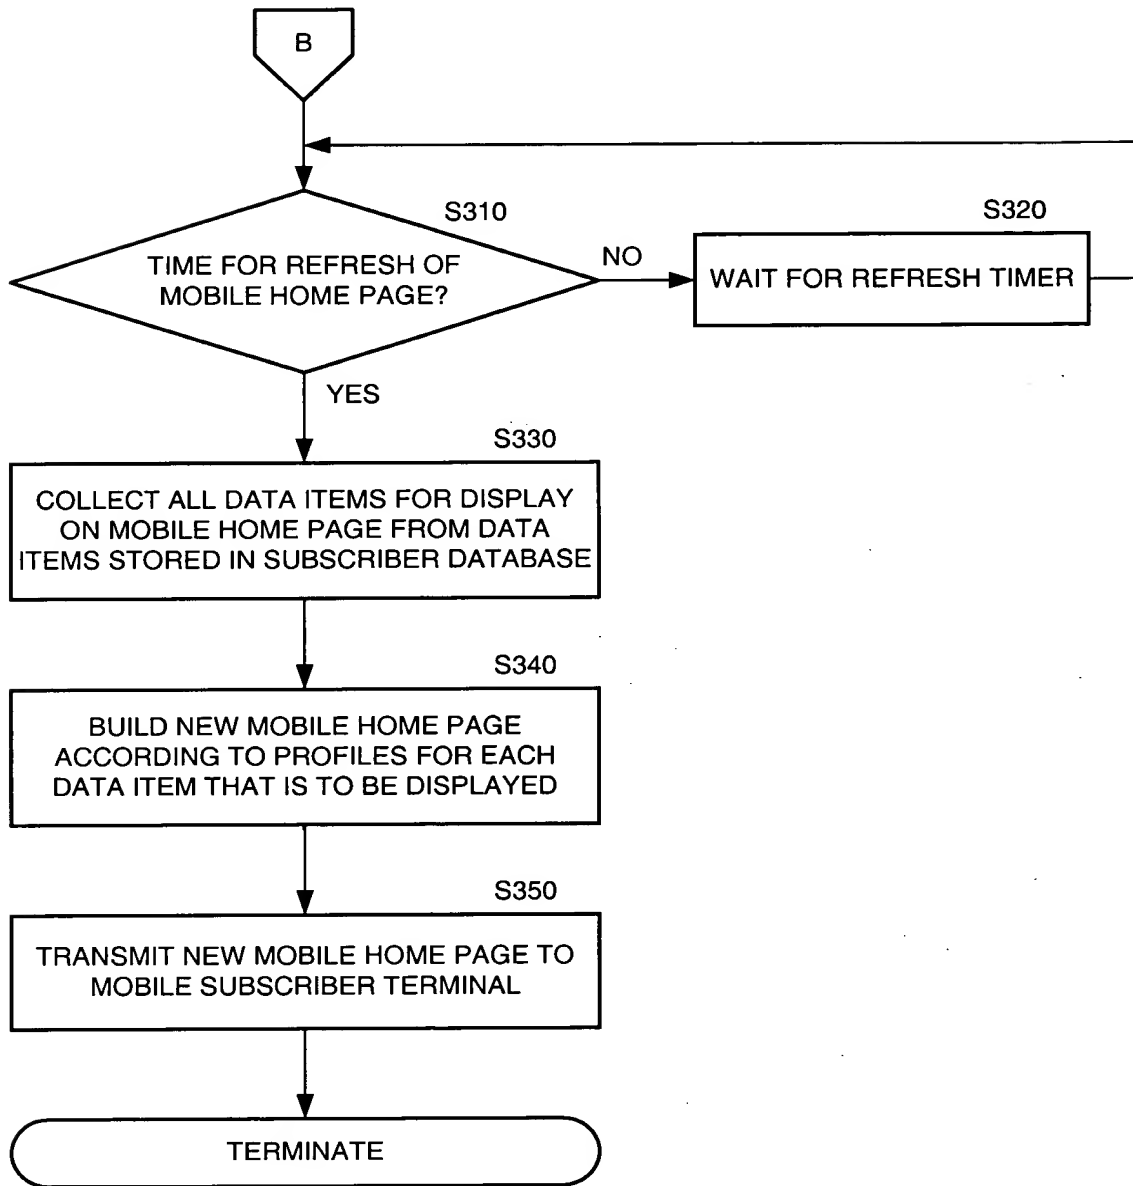 B
S310
TIME FOR REFRESH OF
MOBILE HOME PAGE?
NO
S320
WAIT FOR REFRESH TIMER
YES
S330
COLLECT ALL DATA ITEMS FOR DISPLAY
ON MOBILE HOME PAGE FROM DATA
ITEMS STORED IN SUBSCRIBER DATABASE
S340
BUILD NEW MOBILE HOME PAGE
ACCORDING TO PROFILES FOR EACH
DATA ITEM THAT IS TO BE DISPLAYED
S350
TRANSMIT NEW MOBILE HOME PAGE TO
MOBILE SUBSCRIBER TERMINAL
TERMINATE